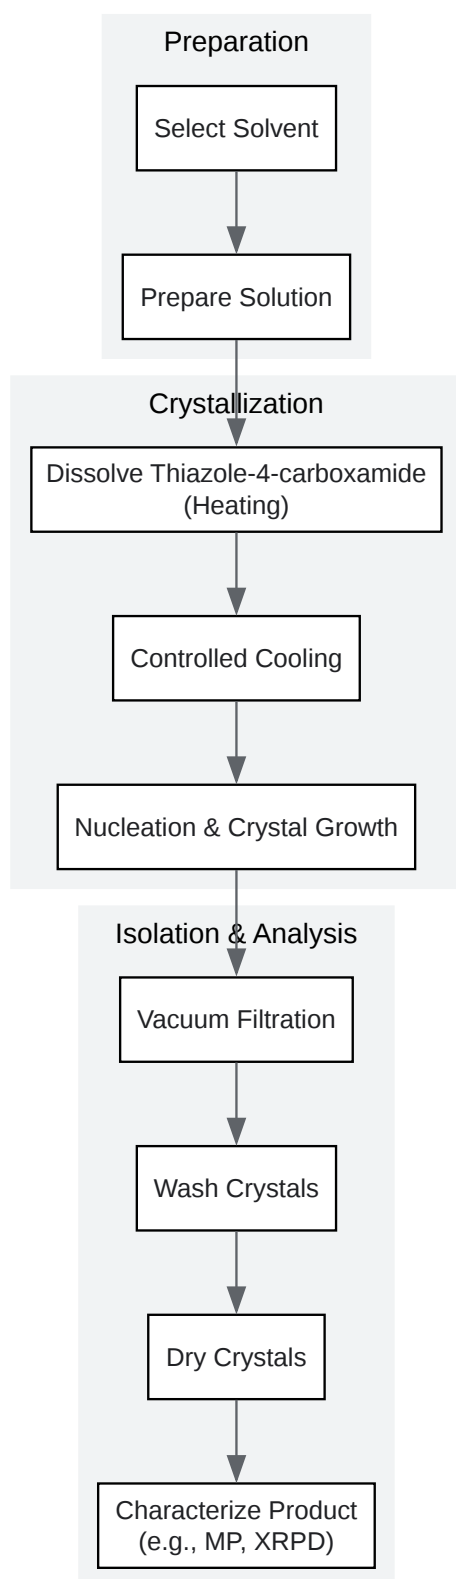 Preparation
Select Solvent
Prepare Solution
Crystallization
Dissolve Thiazole-4-carboxamide
(Heating)
Controlled Cooling
Nucleation & Crystal Growth
Isolation & Analysis
Vacuum Filtration
Wash Crystals
Dry Crystals
Characterize Product
(e.g., MP, XRPD)